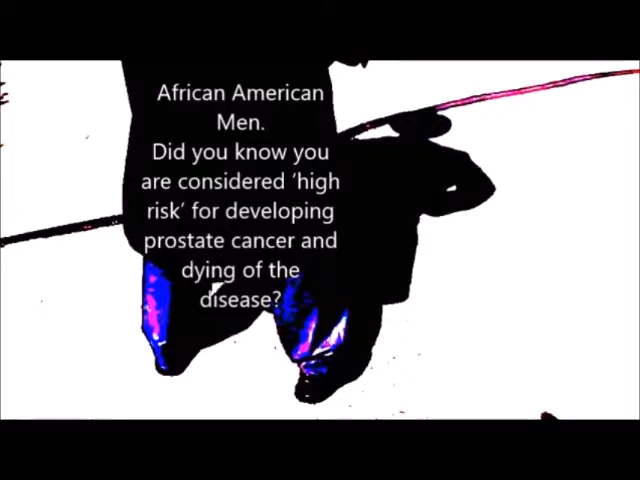 African American
Men.
Did you know you
are considered ‘high
risk’ for developing
prostate cancer and
dying of the
disease?